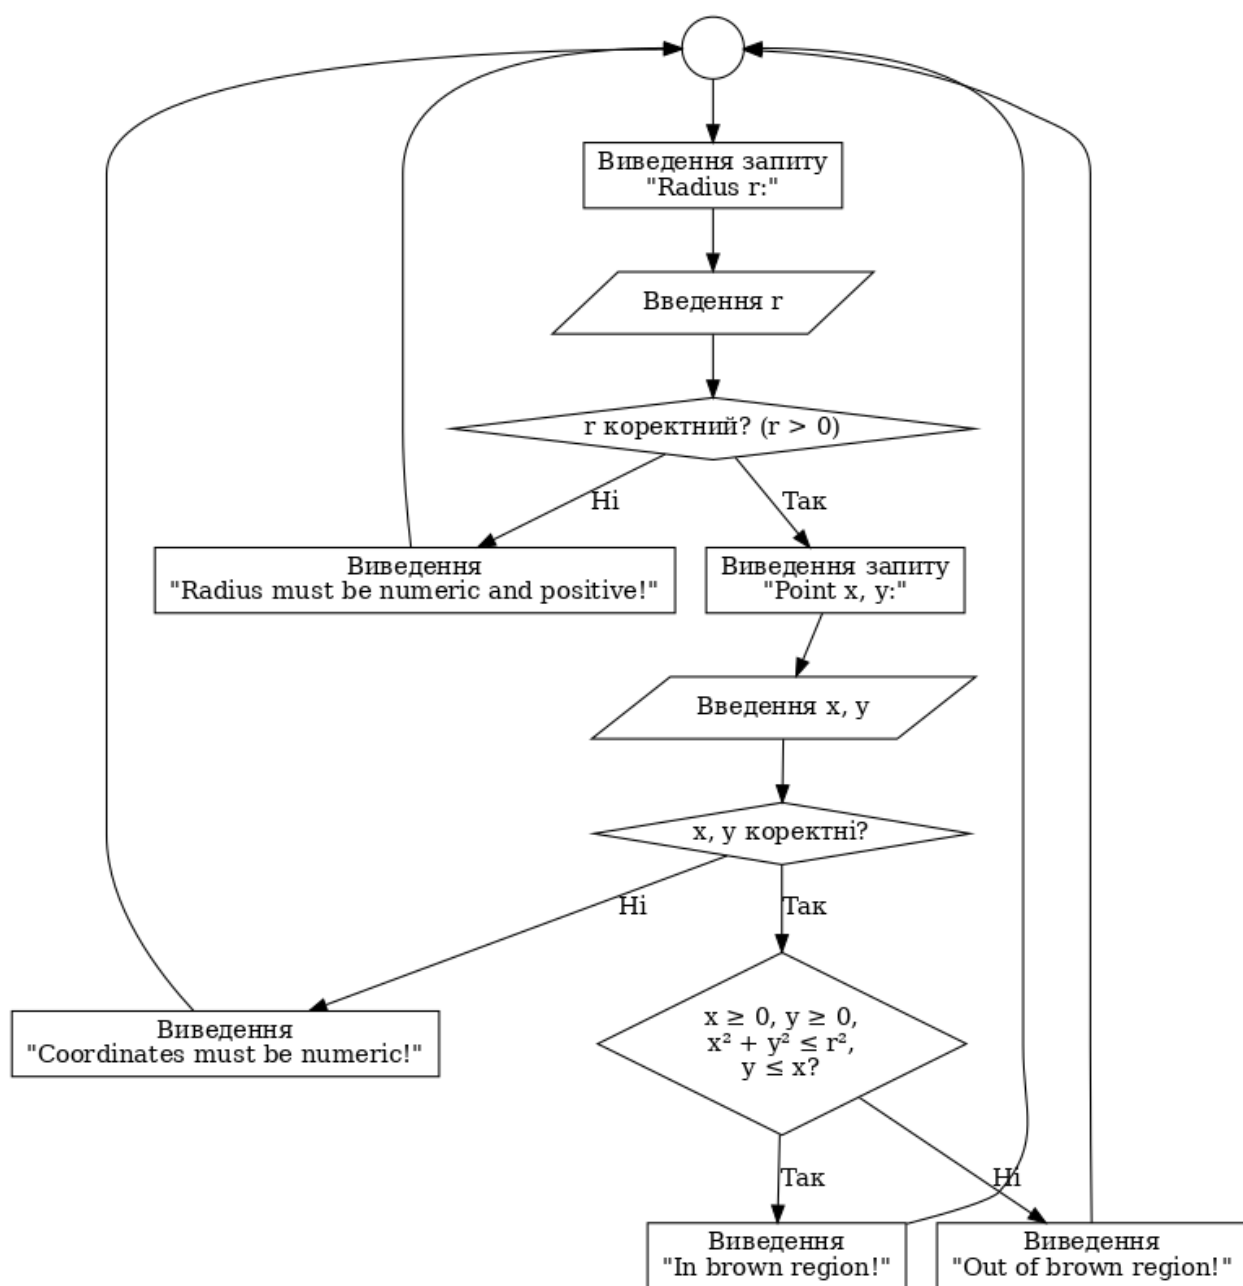 Виведення запиту
"Radius r:"
Введення r
r коректний? (r > 0)
Ні
Так
Виведення
"Radius must be numeric and positive!"
Виведення запиту
"Point x, y:"
Введення x, y
x, y коректні?
Ні
Так
Виведення
"Coordinates must be numeric!"
x ≥ 0, y ≥ 0,
x² + y² ≤ r²,
y ≤ x?
Так
Ні
Виведення
"In brown region!"
Виведення
"Out of brown region!"